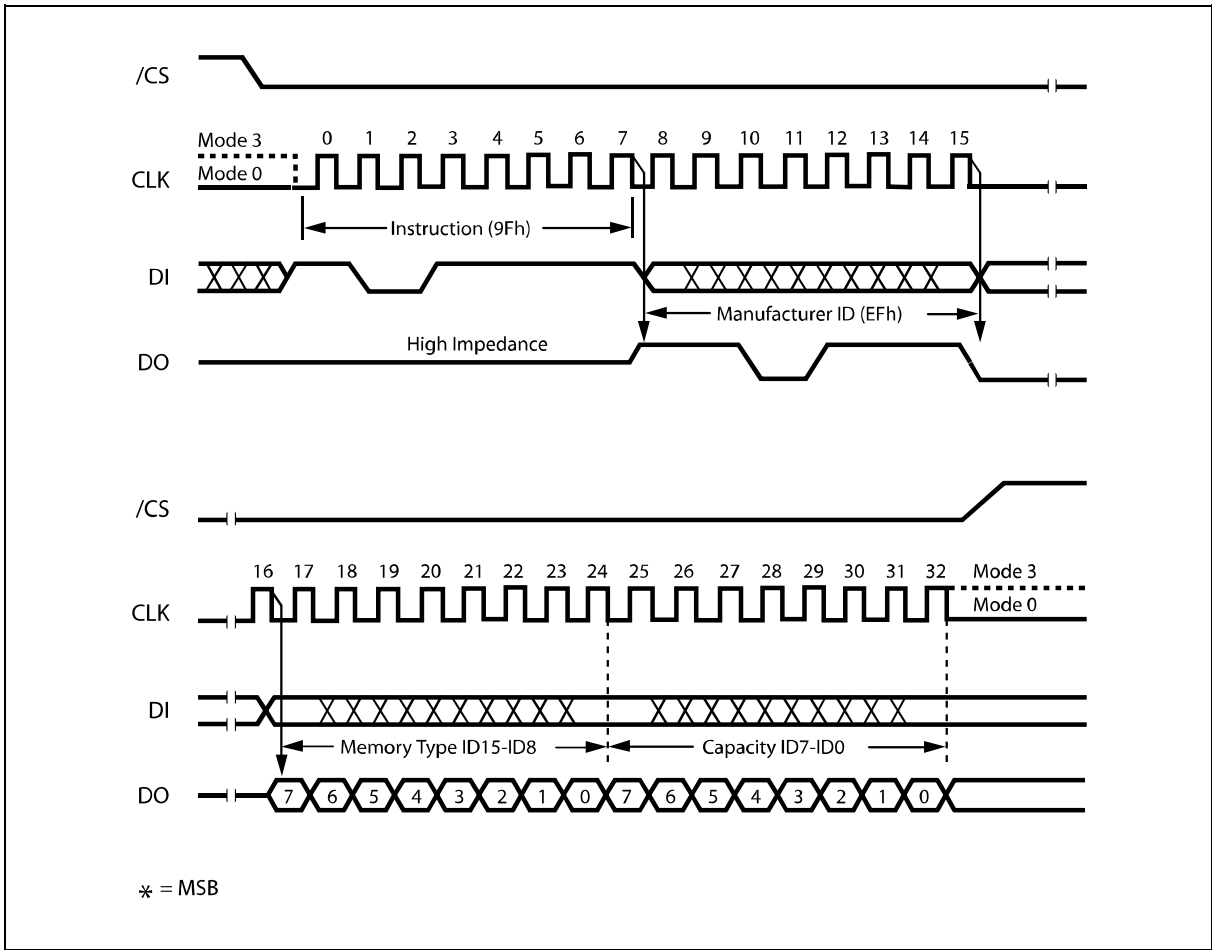 /CS
Mode 3
0 1 2 3 4 5 6 7 8 9 10 11 12 13 14 15
CLK
Mode 0
Instruction (9Fh)
DI
Manufacturer ID (EFh)
High Impedance
DO
/CS
16 17 18 19 20 21 22 23 24 25 26 27 28 29 30 31 32
Mode 3
CLK
Mode 0
DI
Memory Type ID15-ID8
Capacity ID7-ID0
DO
7 6 5 4 3 2 1 0 7 6 5 4 3 2 1 0
* = MSB